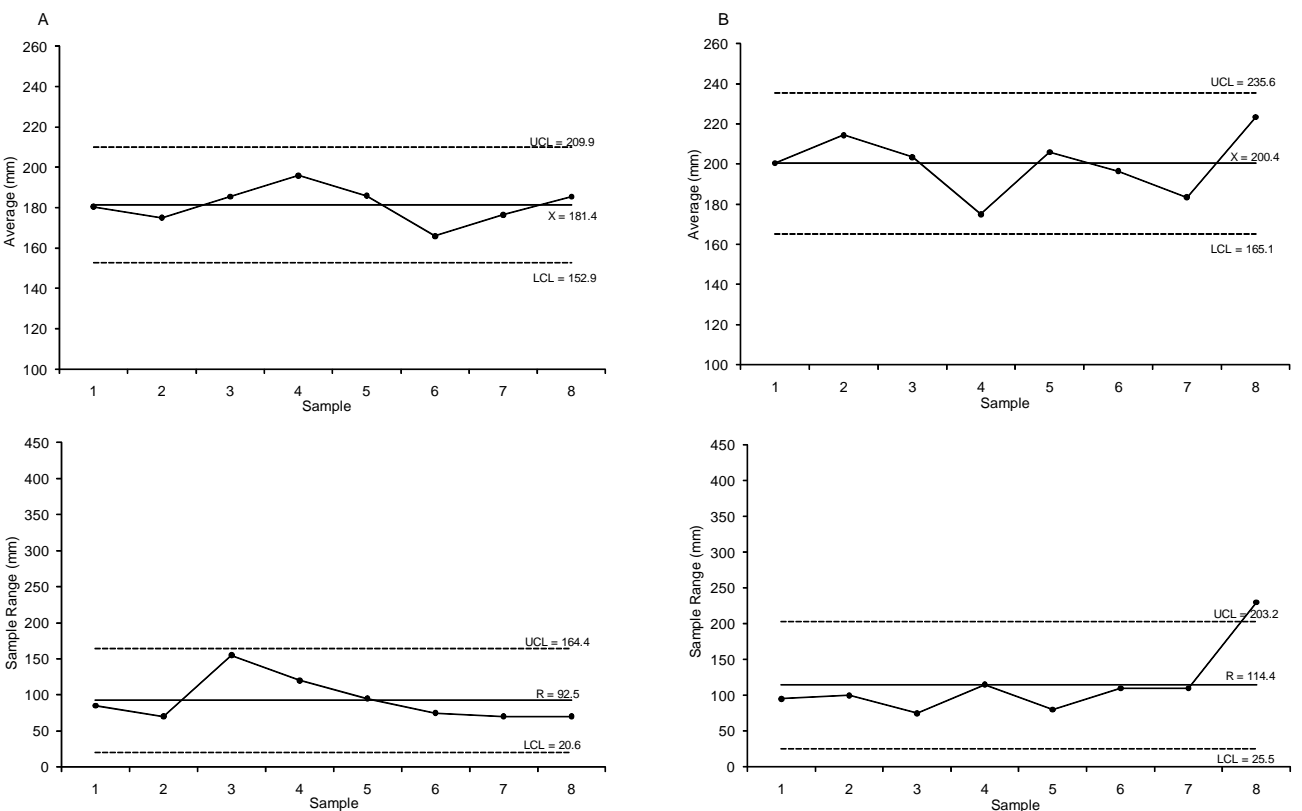 A
260
240
220
200
180
160
140
120
100
Average (mm)
UCL = 209.9
X = 181.4
LCL = 152.9
1 2 3 4 5 6 7 8
Sample
B
260
240
220
200
180
160
140
120
100
Average (mm)
UCL = 235.6
X = 200.4
LCL = 165.1
1 2 3 4 5 6 7 8
Sample
450
400
350
300
250
200
150
100
50
0
Sample Range (mm)
UCL = 164.4
R = 92.5
LCL = 20.6
1 2 3 4 5 6 7 8
Sample
450
400
350
300
250
200
150
100
50
0
Sample Range (mm)
UCL = 203.2
R = 114.4
LCL = 25.5
1 2 3 4 5 6 7 8
Sample